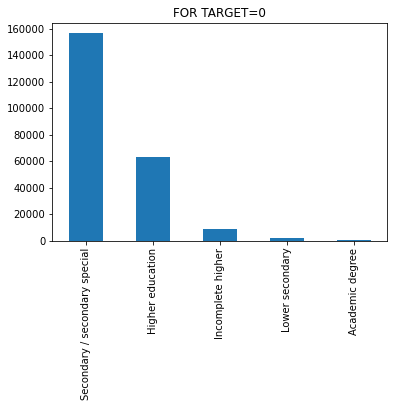 FOR TARGET=0
160000
140000
120000
100000
80000
60000
40000
20000
0
Secondary / secondary special
Higher education
Incomplete higher
Lower secondary
Academic degree